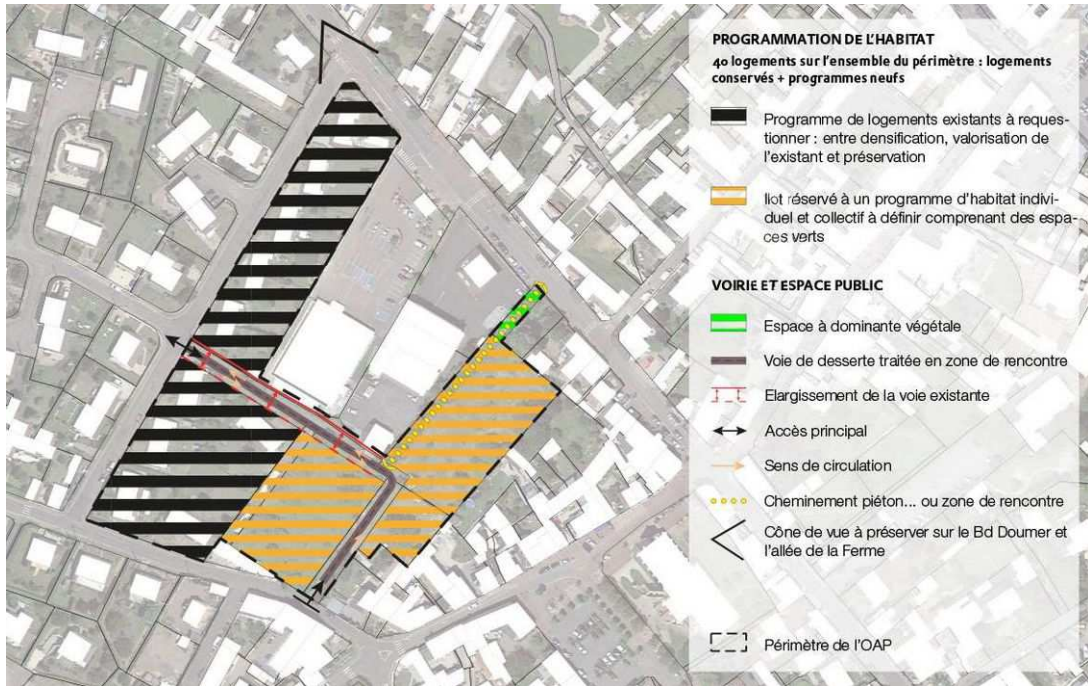 PROGRAMMATION DE L'HABITAT
40 logements sur l'ensemble du périmètre : logements
conservés + programmes neufs
Programme de logements existants à reques-
tionner : entre densification, valorisation de
l'existant et préservation
Ilot réservé à un programme d'habitat indivi-
duel et collectif à définir comprenant des espa-
ces verts
VOIRIE ET ESPACE PUBLIC
Espace à dominante végétale
Voie de desserte traitée en zone de rencontre
Elargissement de la voie existante
Accès principal
Sens de circulation
Cheminement piéton... ou zone de rencontre
Cône de vue à préserver sur le Bd Doumer et
l'allée de la Ferme
Périmètre de l'OAP